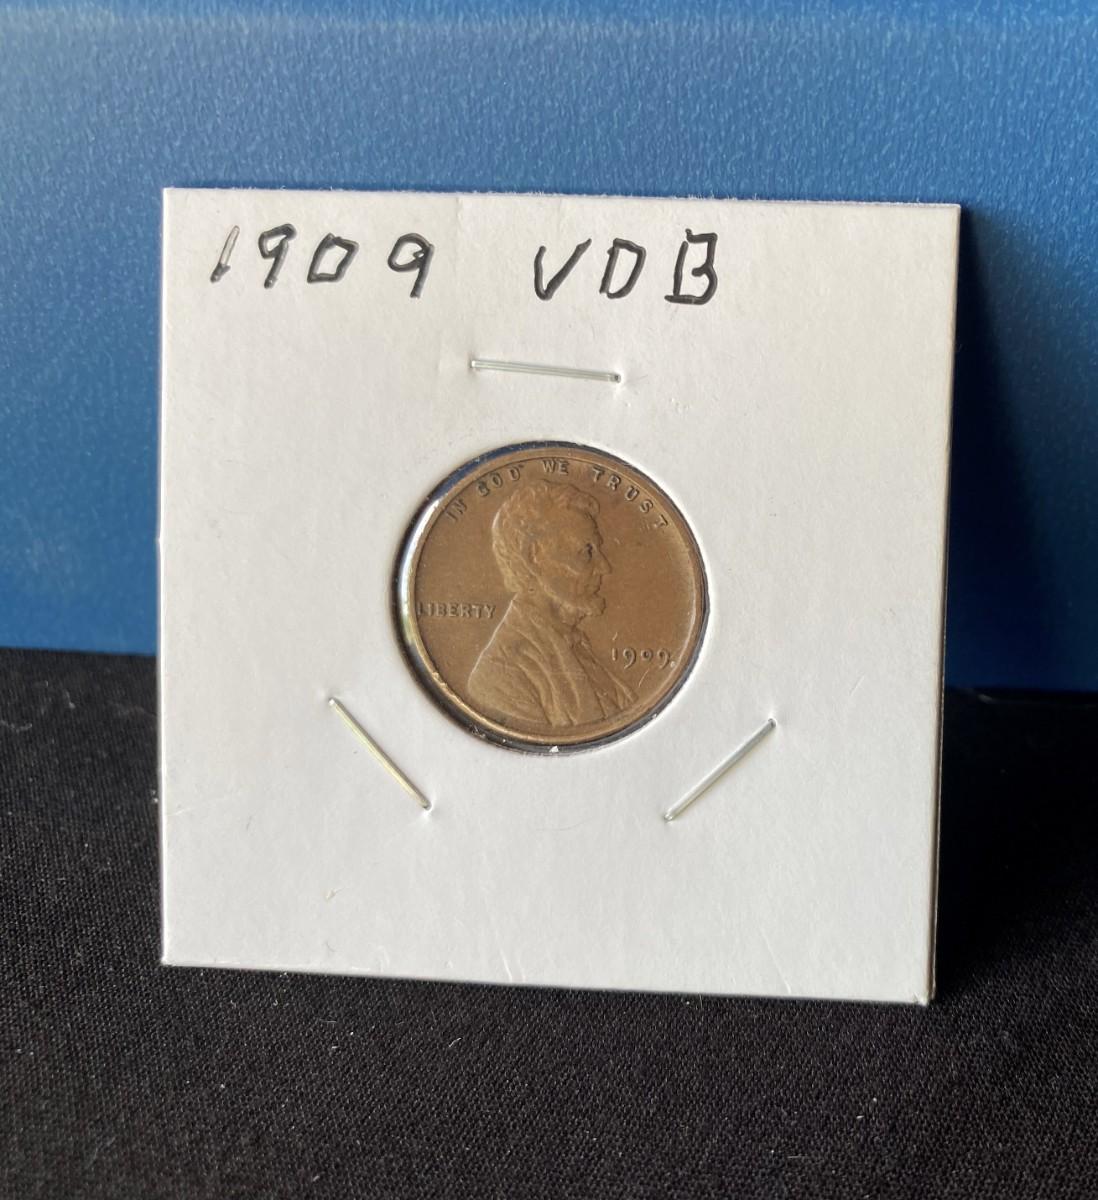 1909 VDB
IN GOD WE TRUST
LIBERTY
1909